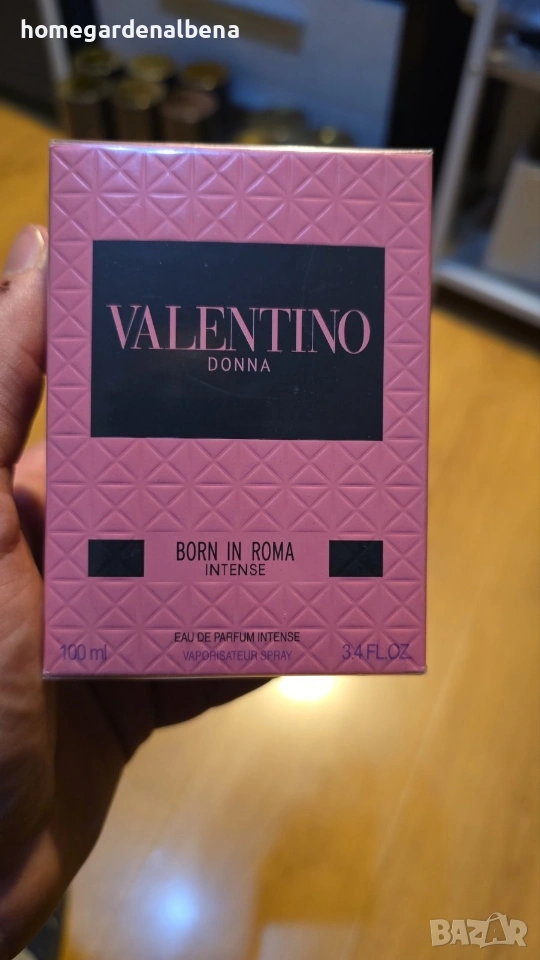 homegardenalbena
VALENTINO
DONNA
BORN IN ROMA
INTENSE
EAU DE PARFUM INTENSE
100 ml VAPORISATEUR SPRAY 3.4 FL.OZ.
BAZAR